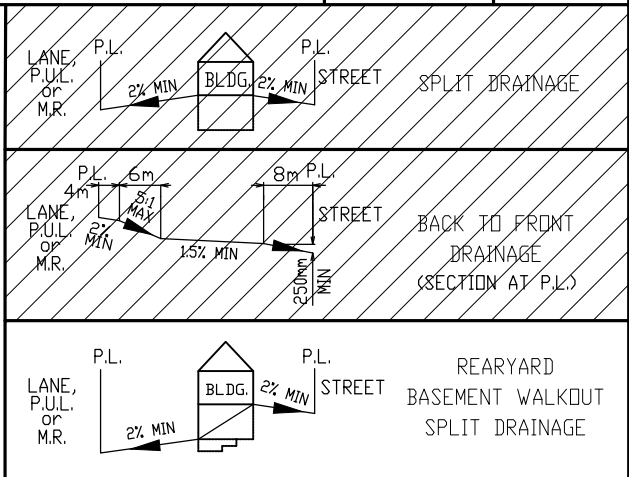 P.L.
P.L.
LANE,
P.U.L.
or
M.R.
2% MIN
BLDG.
2% MIN
STREET
SPLIT DRAINAGE
P.L.
6m
8m
P.L.
4m
5:1
MAX
LANE,
P.U.L.
or
M.R.
2%
MIN
1.5% MIN
STREET
250mm
MIN
BACK TO FRONT
DRAINAGE
(SECTION AT P.L.)
P.L.
P.L.
LANE,
P.U.L.
or
M.R.
2% MIN
BLDG.
2% MIN
STREET
REARYARD
BASEMENT WALKOUT
SPLIT DRAINAGE